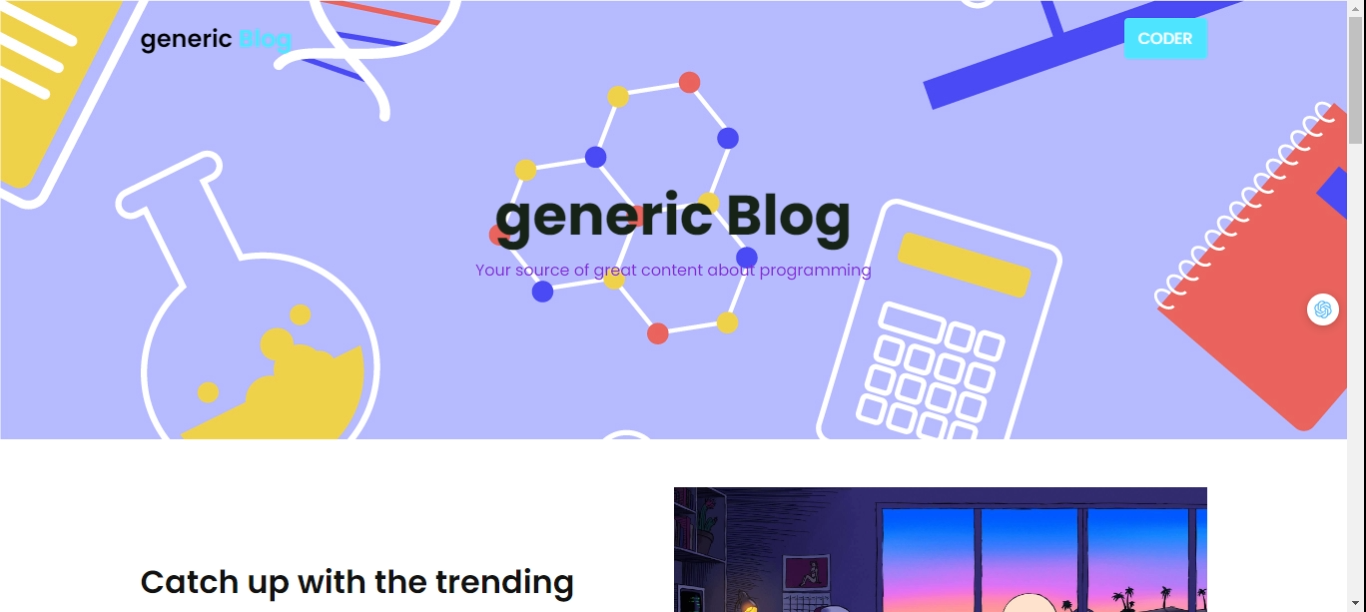 generic Blog
CODER
generic Blog
Your source of great content about programming
Catch up with the trending